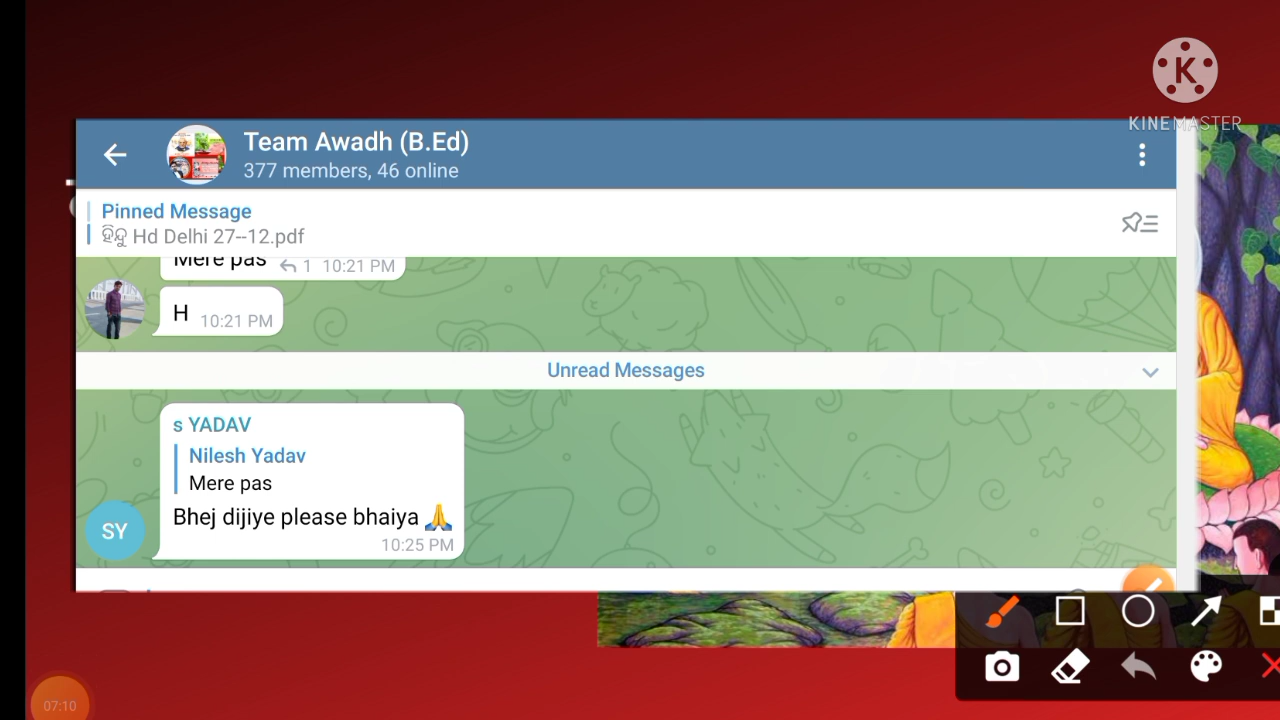 K
KINEMASTER
Team Awadh (B.Ed)
377 members, 46 online
Pinned Message
ହିନ୍ଦୁ Hd Delhi 27--12.pdf
Mere pas 1 10:21 PM
H 10:21 PM
Unread Messages
s YADAV
Nilesh Yadav
Mere pas
Bhej dijiye please bhaiya 🙏
10:25 PM
SY
07:10